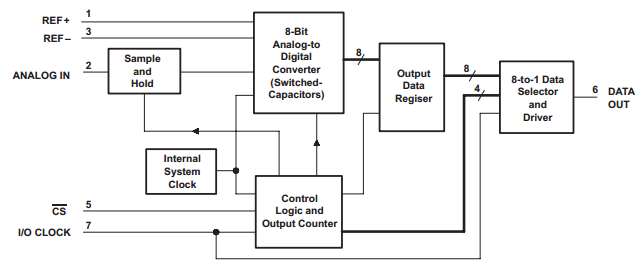 REF+ 1
REF– 3
ANALOG IN 2
Sample
and
Hold
8-Bit
Analog-to
Digital
Converter
(Switched-
Capacitors)
8
Output
Data
Regiser
8
4
8-to-1 Data
Selector
and
Driver
6 DATA
OUT
Internal
System
Clock
Control
Logic and
Output Counter
CS 5
I/O CLOCK 7